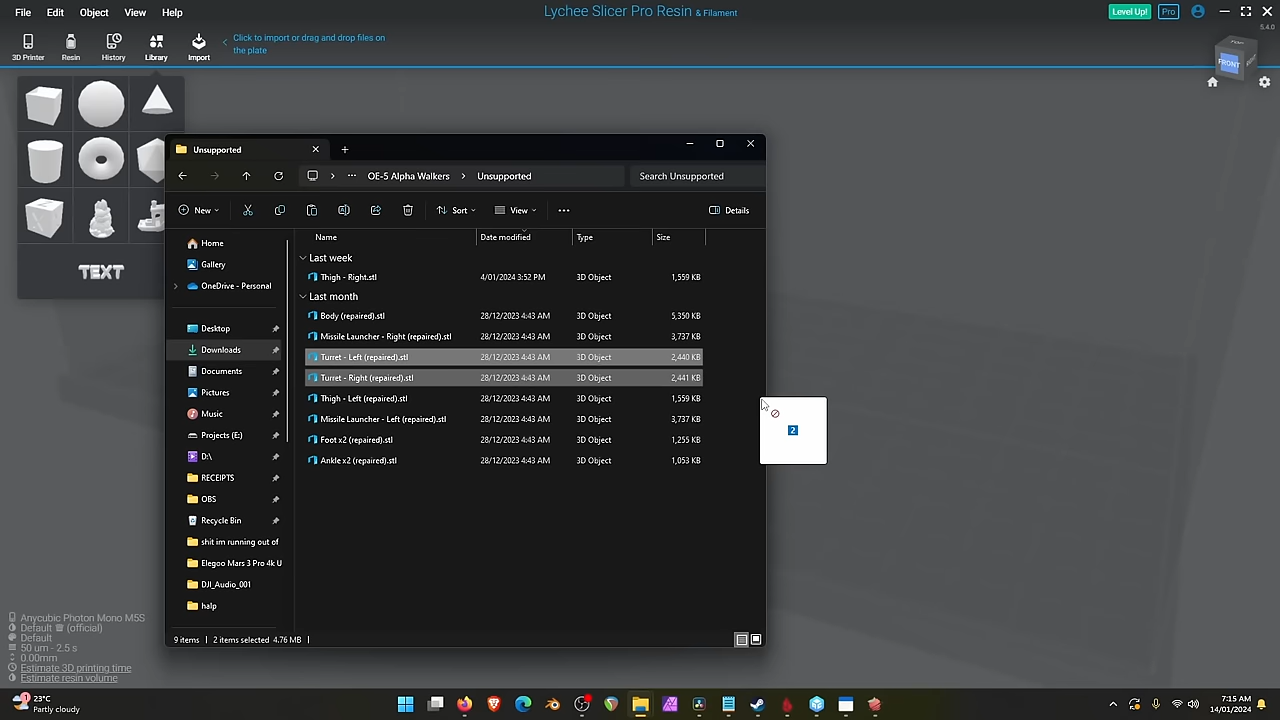 File Edit Object View Help
Lychee Slicer Pro Resin & Filament
Level Up! Pro
5.4.0
3D Printer Resin History Library Import
Click to import or drag and drop files on
the plate
FRONT
TEXT
Unsupported
OE-5 Alpha Walkers Unsupported
Search Unsupported
New Sort View Details
Name Date modified Type Size
Last week
Thigh - Right.stl 4/01/2024 3:52 PM 3D Object 1,559 KB
Last month
Body (repaired).stl 28/12/2023 4:43 AM 3D Object 5,350 KB
Missile Launcher - Right (repaired).stl 28/12/2023 4:43 AM 3D Object 3,737 KB
Turret - Left (repaired).stl 28/12/2023 4:43 AM 3D Object 2,440 KB
Turret - Right (repaired).stl 28/12/2023 4:43 AM 3D Object 2,441 KB
Thigh - Left (repaired).stl 28/12/2023 4:43 AM 3D Object 1,559 KB
Missile Launcher - Left (repaired).stl 28/12/2023 4:43 AM 3D Object 3,737 KB
Foot x2 (repaired).stl 28/12/2023 4:43 AM 3D Object 1,255 KB
Ankle x2 (repaired).stl 28/12/2023 4:43 AM 3D Object 1,053 KB
2
Home
Gallery
OneDrive - Personal
Desktop
Downloads
Documents
Pictures
Music
Projects (E:)
D:\
RECEIPTS
OBS
Recycle Bin
shit im running out of
Elegoo Mars 3 Pro 4k U
DJI_Audio_001
halp
9 items 2 items selected 4.76 MB
Anycubic Photon Mono M5S
Default (official)
Default
50 um - 2.5 s
0.00mm
Estimate 3D printing time
Estimate resin volume
1
23°C
Partly cloudy
7:15 AM
14/01/2024